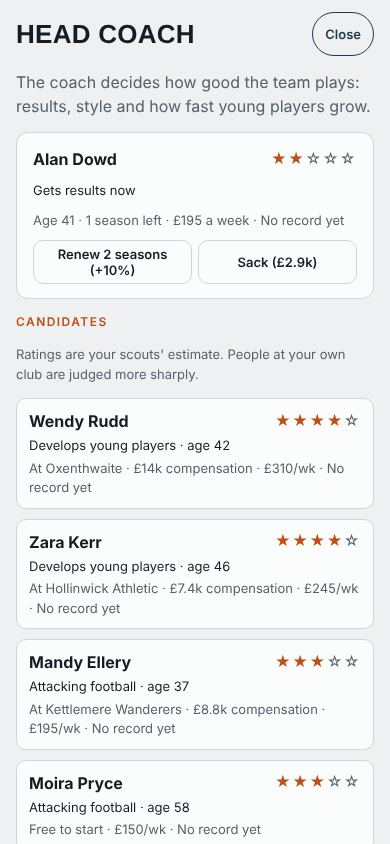 HEAD COACH
Close
The coach decides how good the team plays:
results, style and how fast young players grow.
Alan Dowd ★★☆☆☆
Gets results now
Age 41 · 1 season left · £195 a week · No record yet
Renew 2 seasons
(+10%)
Sack (£2.9k)
CANDIDATES
Ratings are your scouts' estimate. People at your own
club are judged more sharply.
Wendy Rudd ★★★★☆
Develops young players · age 42
At Oxenthwaite · £14k compensation · £310/wk · No
record yet
Zara Kerr ★★★★☆
Develops young players · age 46
At Hollinwick Athletic · £7.4k compensation · £245/wk
· No record yet
Mandy Ellery ★★★☆☆
Attacking football · age 37
At Kettlemere Wanderers · £8.8k compensation ·
£195/wk · No record yet
Moira Pryce ★★★☆☆
Attacking football · age 58
Free to start · £150/wk · No record yet